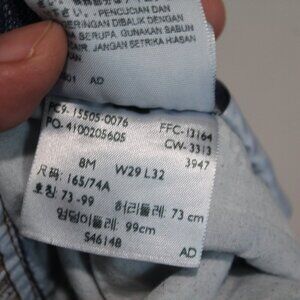 PENCUCIAN DAN
DIBALIK DENGAN
SERUPA. GUNAKAN SABUN
JANGAN SETRIKA HIASAN
AD
PC9-15505-0076 FFC-13164
PO-4100205605 CW-3313
3947
8M W29 L32
尺码: 165/74A
호칭: 73-99 허리둘레: 73 cm
엉덩이둘레: 99cm
S4614B
AD